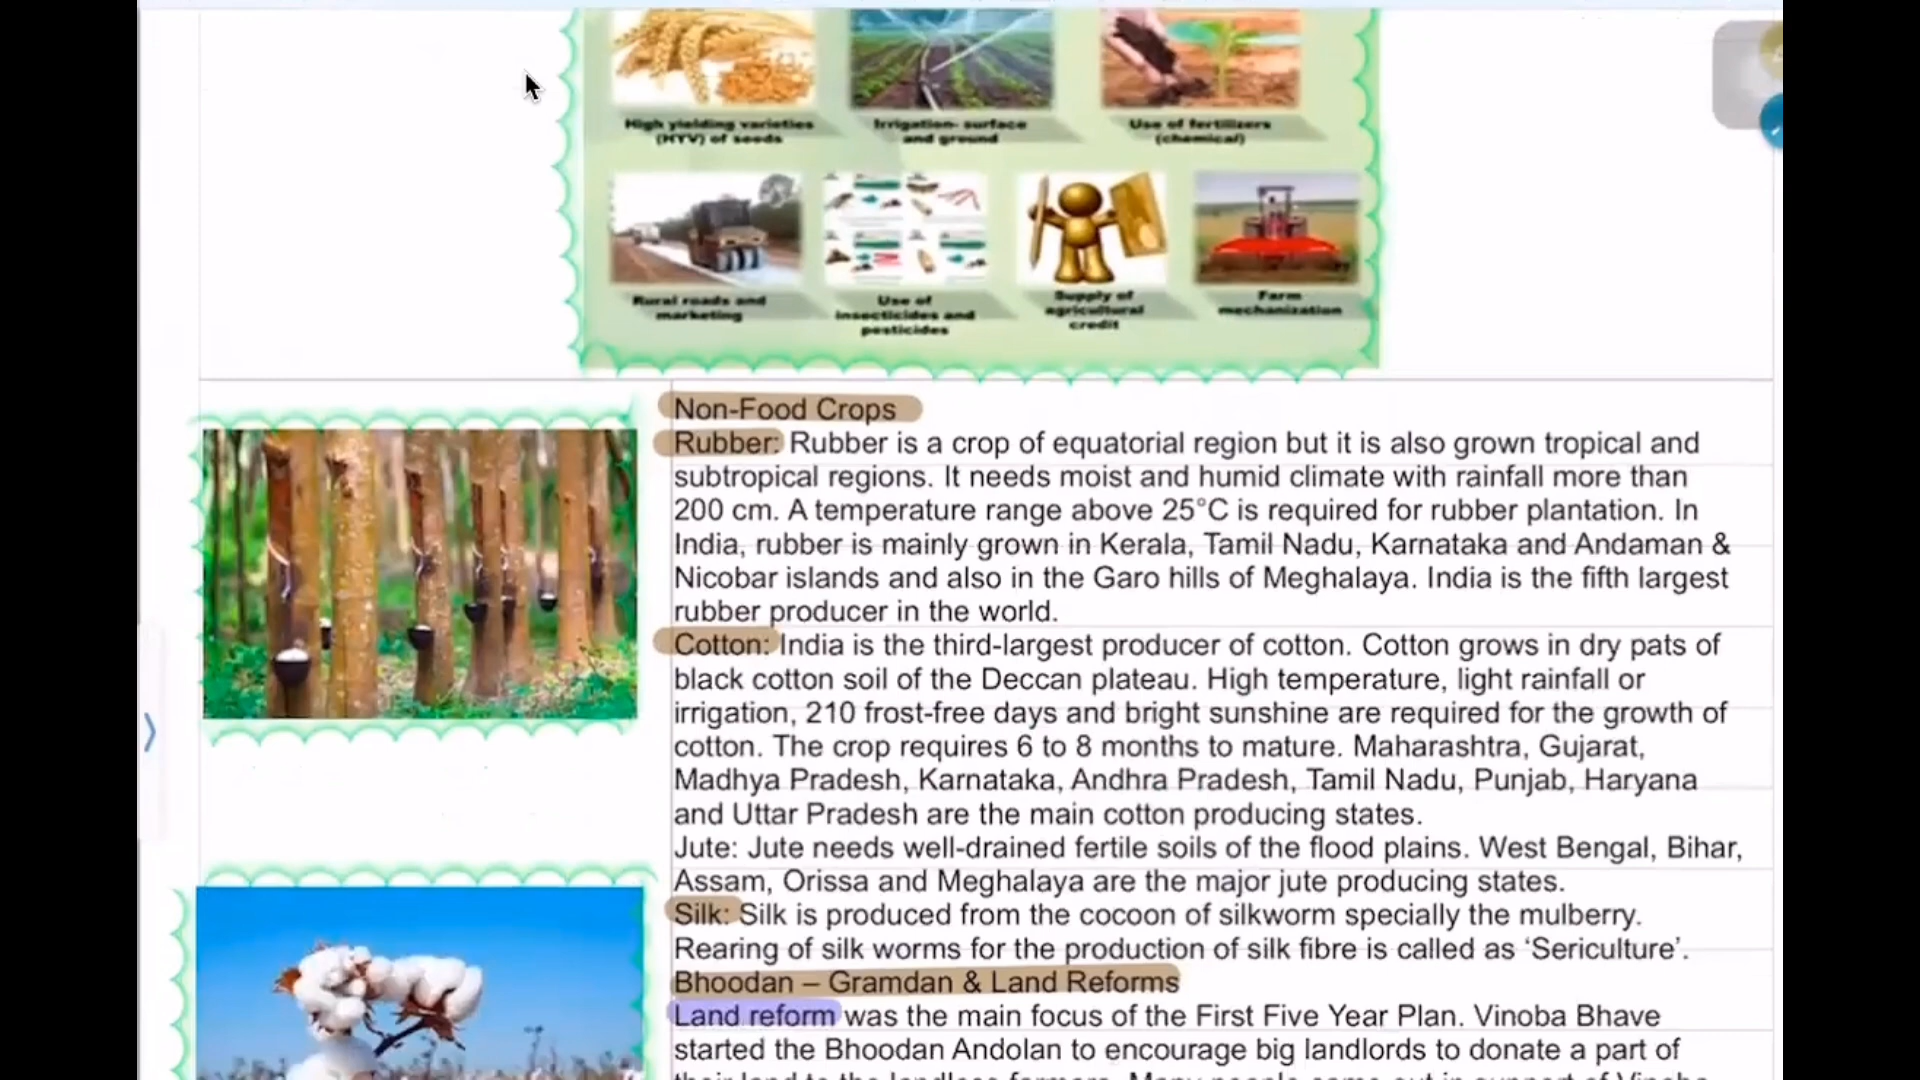 High yielding varieties
(HYV) of seeds
Irrigation- surface
and ground
Use of fertilizers
(chemical)
Rural roads and
marketing
Use of
insecticides and
pesticides
Supply of
agricultural
credit
Farm
mechanization
Non-Food Crops
Rubber: Rubber is a crop of equatorial region but it is also grown tropical and
subtropical regions. It needs moist and humid climate with rainfall more than
200 cm. A temperature range above 25°C is required for rubber plantation. In
India, rubber is mainly grown in Kerala, Tamil Nadu, Karnataka and Andaman &
Nicobar islands and also in the Garo hills of Meghalaya. India is the fifth largest
rubber producer in the world.
Cotton: India is the third-largest producer of cotton. Cotton grows in dry pats of
black cotton soil of the Deccan plateau. High temperature, light rainfall or
irrigation, 210 frost-free days and bright sunshine are required for the growth of
cotton. The crop requires 6 to 8 months to mature. Maharashtra, Gujarat,
Madhya Pradesh, Karnataka, Andhra Pradesh, Tamil Nadu, Punjab, Haryana
and Uttar Pradesh are the main cotton producing states.
Jute: Jute needs well-drained fertile soils of the flood plains. West Bengal, Bihar,
Assam, Orissa and Meghalaya are the major jute producing states.
Silk: Silk is produced from the cocoon of silkworm specially the mulberry.
Rearing of silk worms for the production of silk fibre is called as ‘Sericulture’.
Bhoodan – Gramdan & Land Reforms
Land reform was the main focus of the First Five Year Plan. Vinoba Bhave
started the Bhoodan Andolan to encourage big landlords to donate a part of